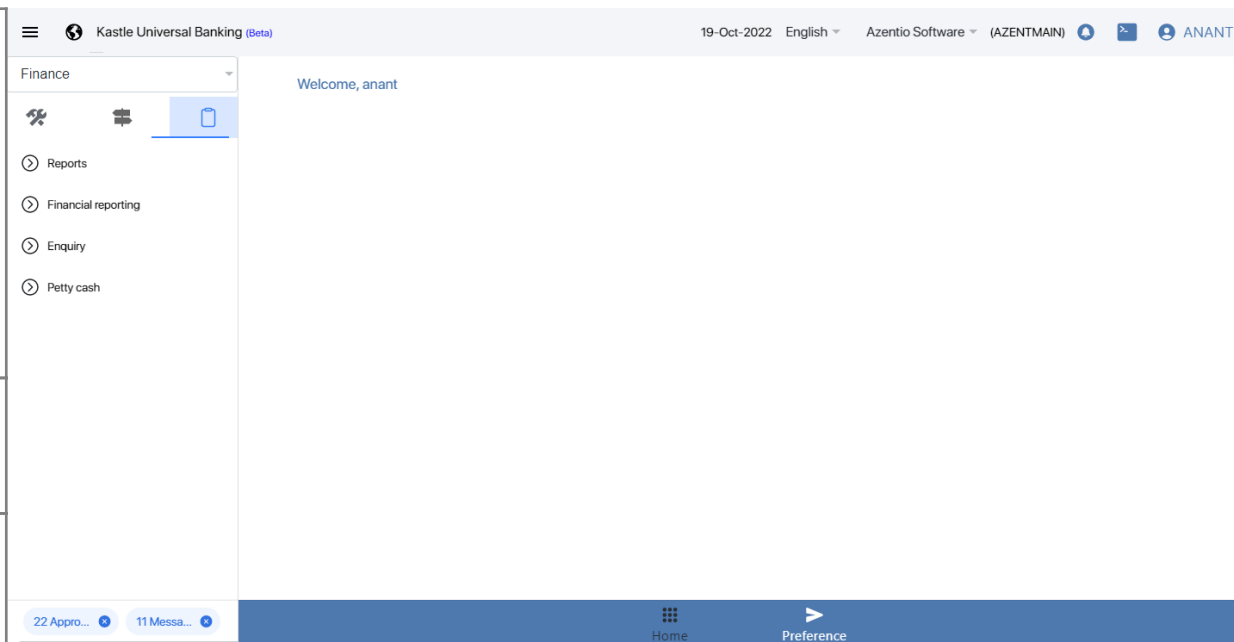 Kastle Universal Banking (Beta) 19-Oct-2022 English Azentio Software (AZENTMAIN) ANANT
Finance
Welcome, anant
Reports
Financial reporting
Enquiry
Petty cash
22 Appro... 11 Messa...
Home Preference